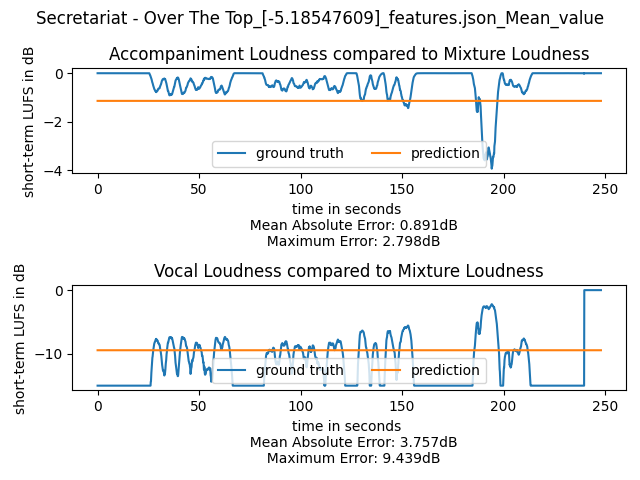 Secretariat - Over The Top_[-5.18547609]_features.json_Mean_value
Accompaniment Loudness compared to Mixture Loudness
short-term LUFS in dB
0
−2
−4
ground truth
prediction
0 50 100 150 200 250
time in seconds
Mean Absolute Error: 0.891dB
Maximum Error: 2.798dB
Vocal Loudness compared to Mixture Loudness
short-term LUFS in dB
0
−10
ground truth
prediction
0 50 100 150 200 250
time in seconds
Mean Absolute Error: 3.757dB
Maximum Error: 9.439dB